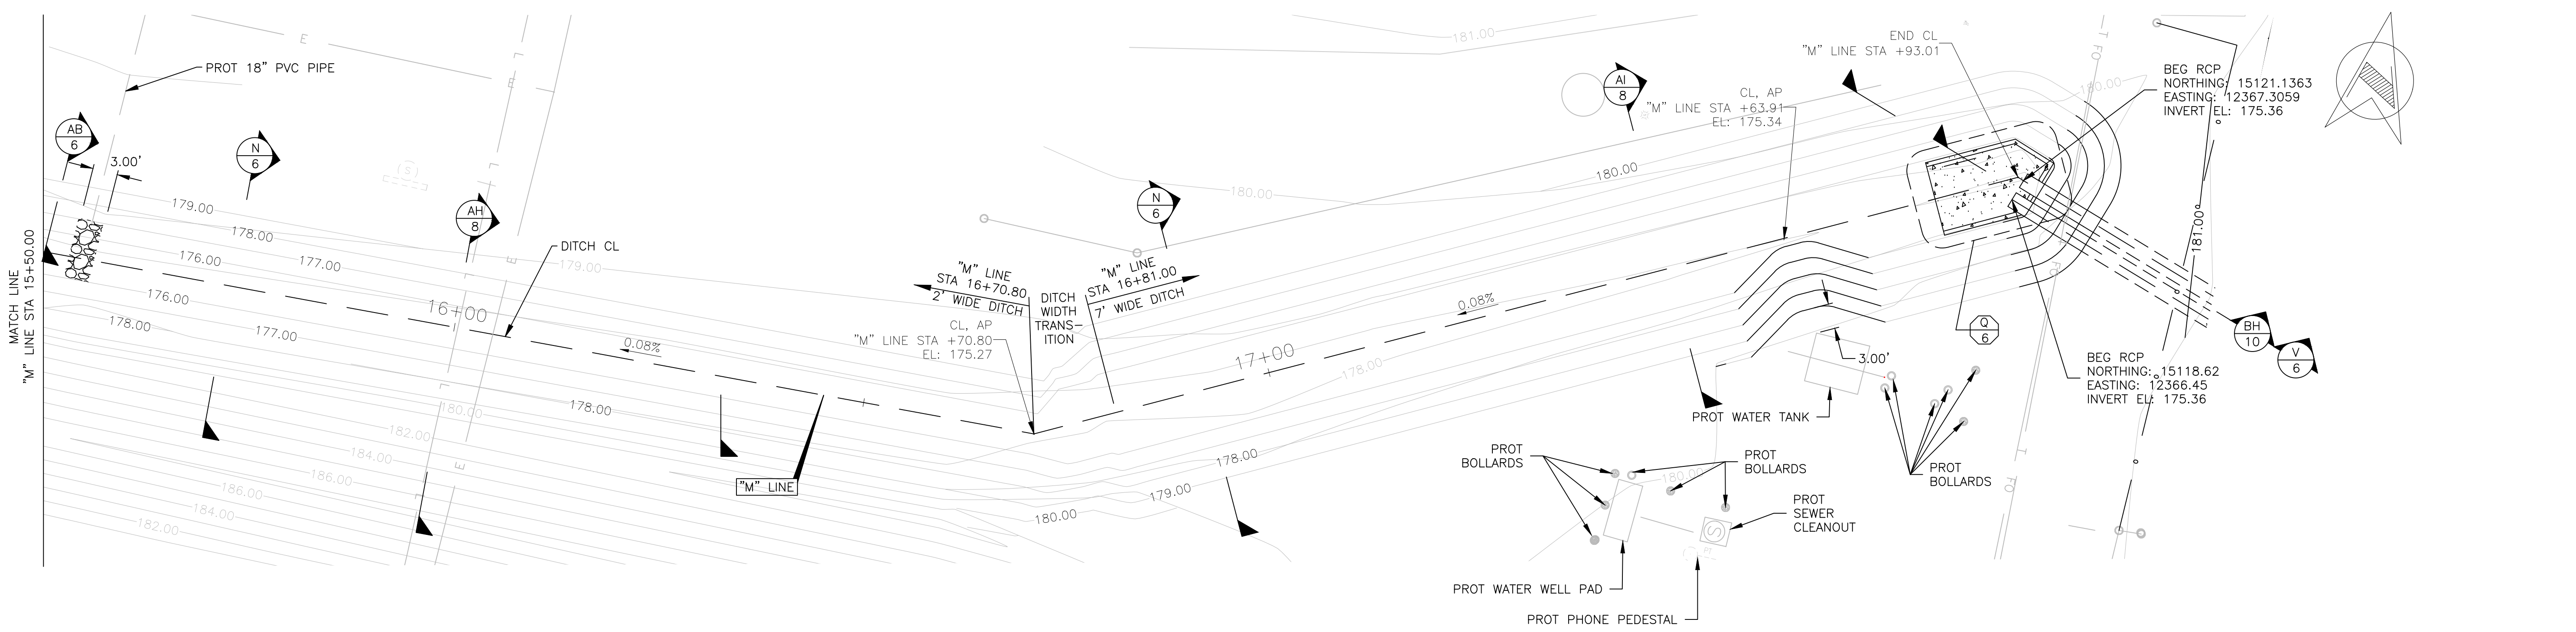 MATCH LINE
"M" LINE STA 15+50.00
PROT 18" PVC PIPE
AB
6
3.00'
N
6
AH
8
E
E
L
L
E
(S)
179.00
178.00
177.00
176.00
176.00
177.00
178.00
179.00
DITCH CL
16+00
0.08%
178.00
180.00
182.00
184.00
186.00
186.00
184.00
182.00
L
L
E
"M" LINE
"M" LINE
STA 16+70.80
2' WIDE DITCH
DITCH
WIDTH
TRANS-
ITION
"M" LINE
STA 16+81.00
7' WIDE DITCH
CL, AP
"M" LINE STA +70.80
EL: 175.27
N
6
181.00
180.00
180.00
AI
8
CL, AP
"M" LINE STA +63.91
EL: 175.34
END CL
"M" LINE STA +93.01
17+00
0.08%
178.00
178.00
179.00
180.00
T FO
180.00
BEG RCP
NORTHING: 15121.1363
EASTING: 12367.3059
INVERT EL: 175.36
181.00
FO
Q
6
BH
10
V
6
BEG RCP
NORTHING: 15118.62
EASTING: 12366.45
INVERT EL: 175.36
3.00'
PROT WATER TANK
PROT
BOLLARDS
PROT
BOLLARDS
180.00
PROT
BOLLARDS
T
FO
PROT
SEWER
CLEANOUT
S
PROT WATER WELL PAD
PROT PHONE PEDESTAL